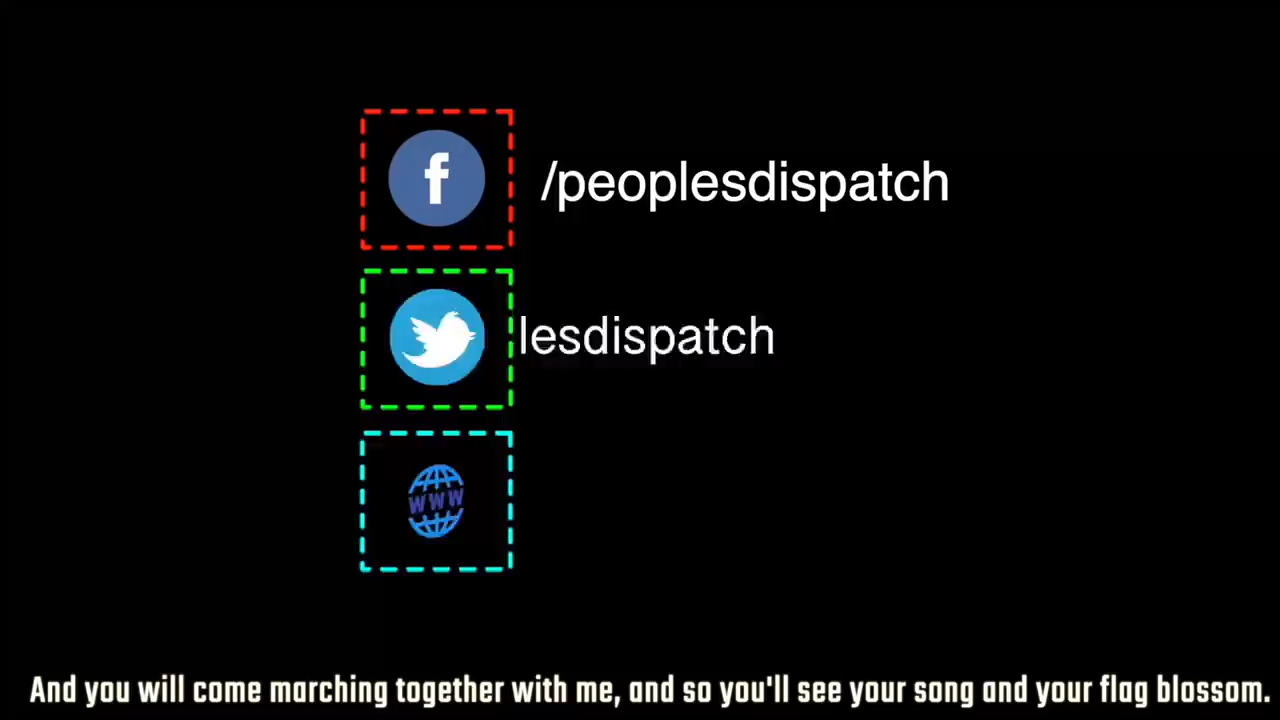 f
/peoplesdispatch
lesdispatch
WWW
And you will come marching together with me, and so you'll see your song and your flag blossom.